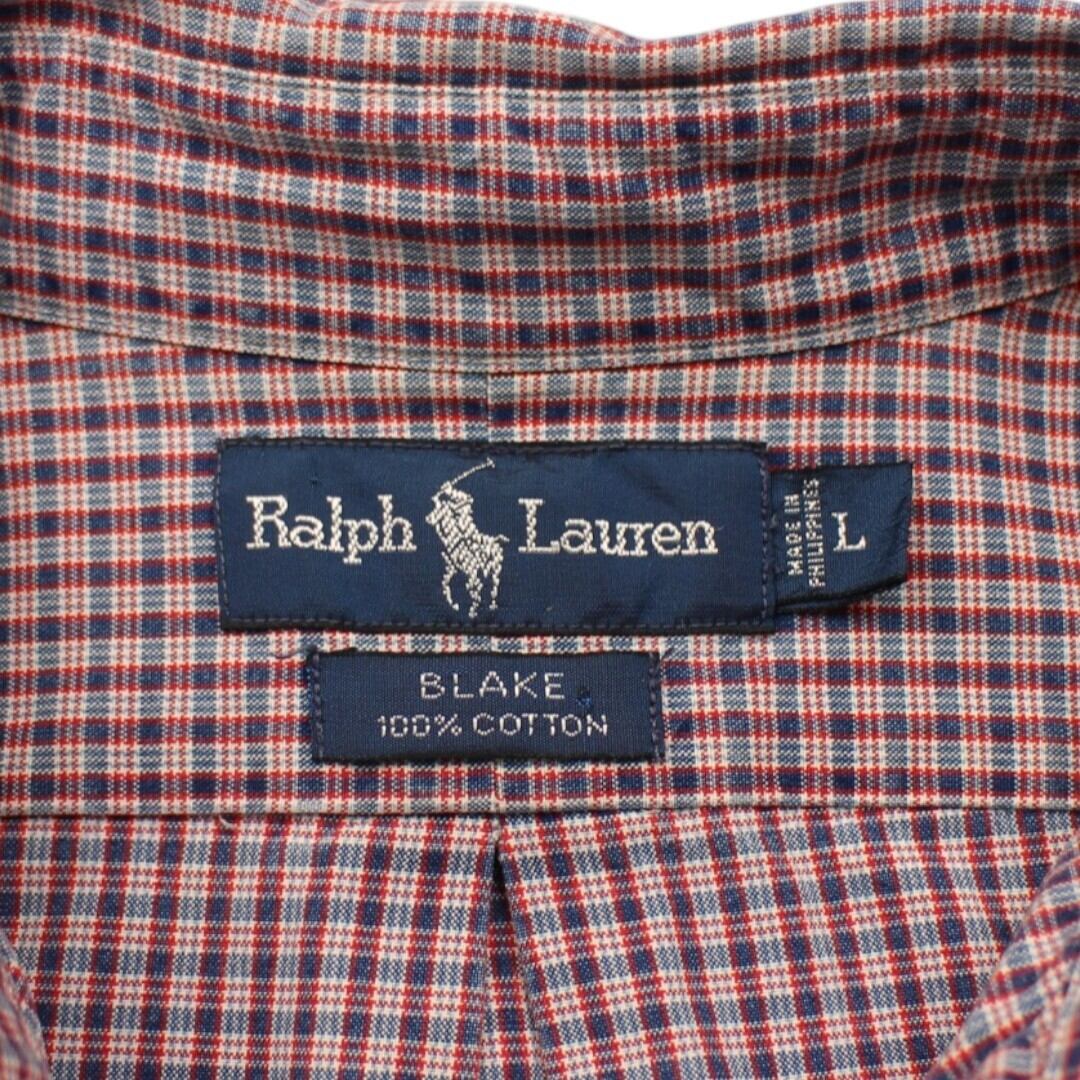 Ralph Lauren
MADE IN
PHILIPPINES
L
BLAKE
100% COTTON